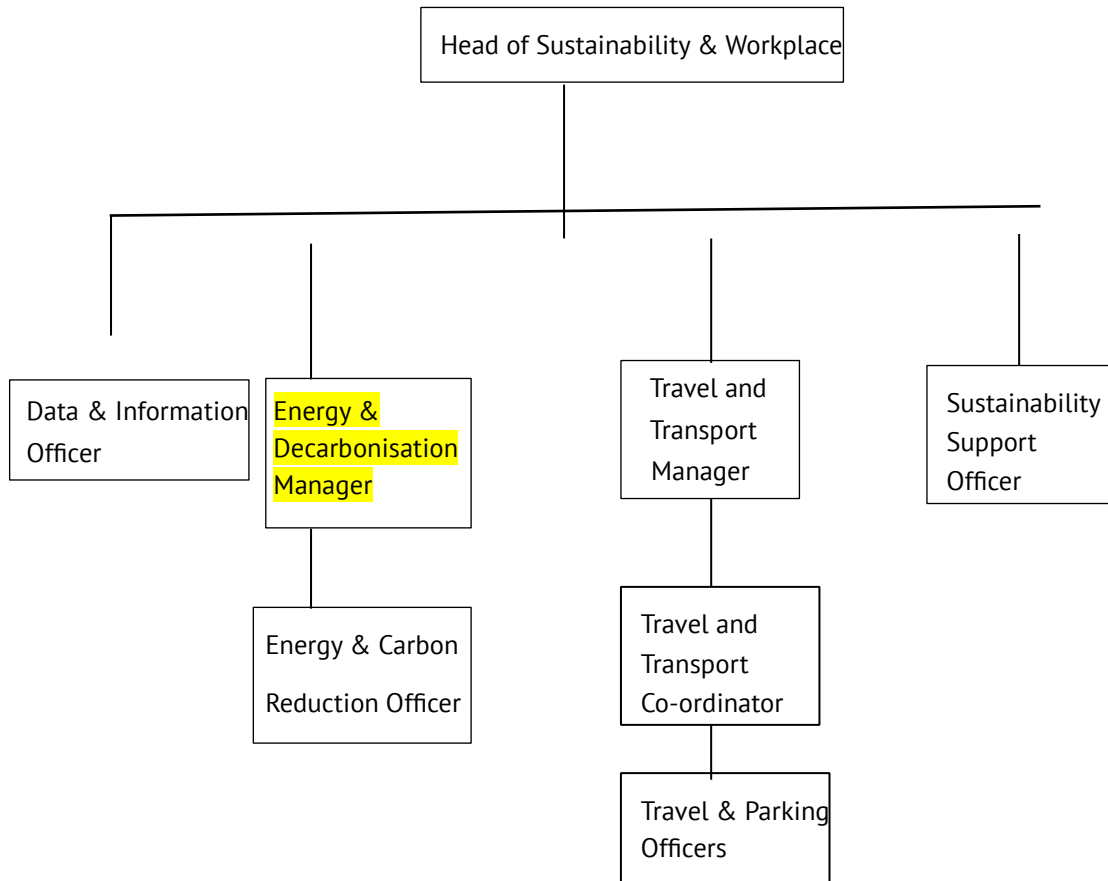 Head of Sustainability & Workplace
Data & Information
Officer
Energy &
Decarbonisation
Manager
Travel and
Transport
Manager
Sustainability
Support
Officer
Energy & Carbon
Reduction Officer
Travel and
Transport
Co-ordinator
Travel & Parking
Officers